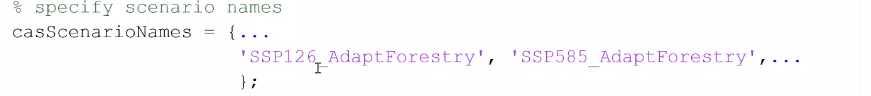 % specify scenario names
casScenarioNames = {...
'SSP126_AdaptForestry', 'SSP585_AdaptForestry',...
};